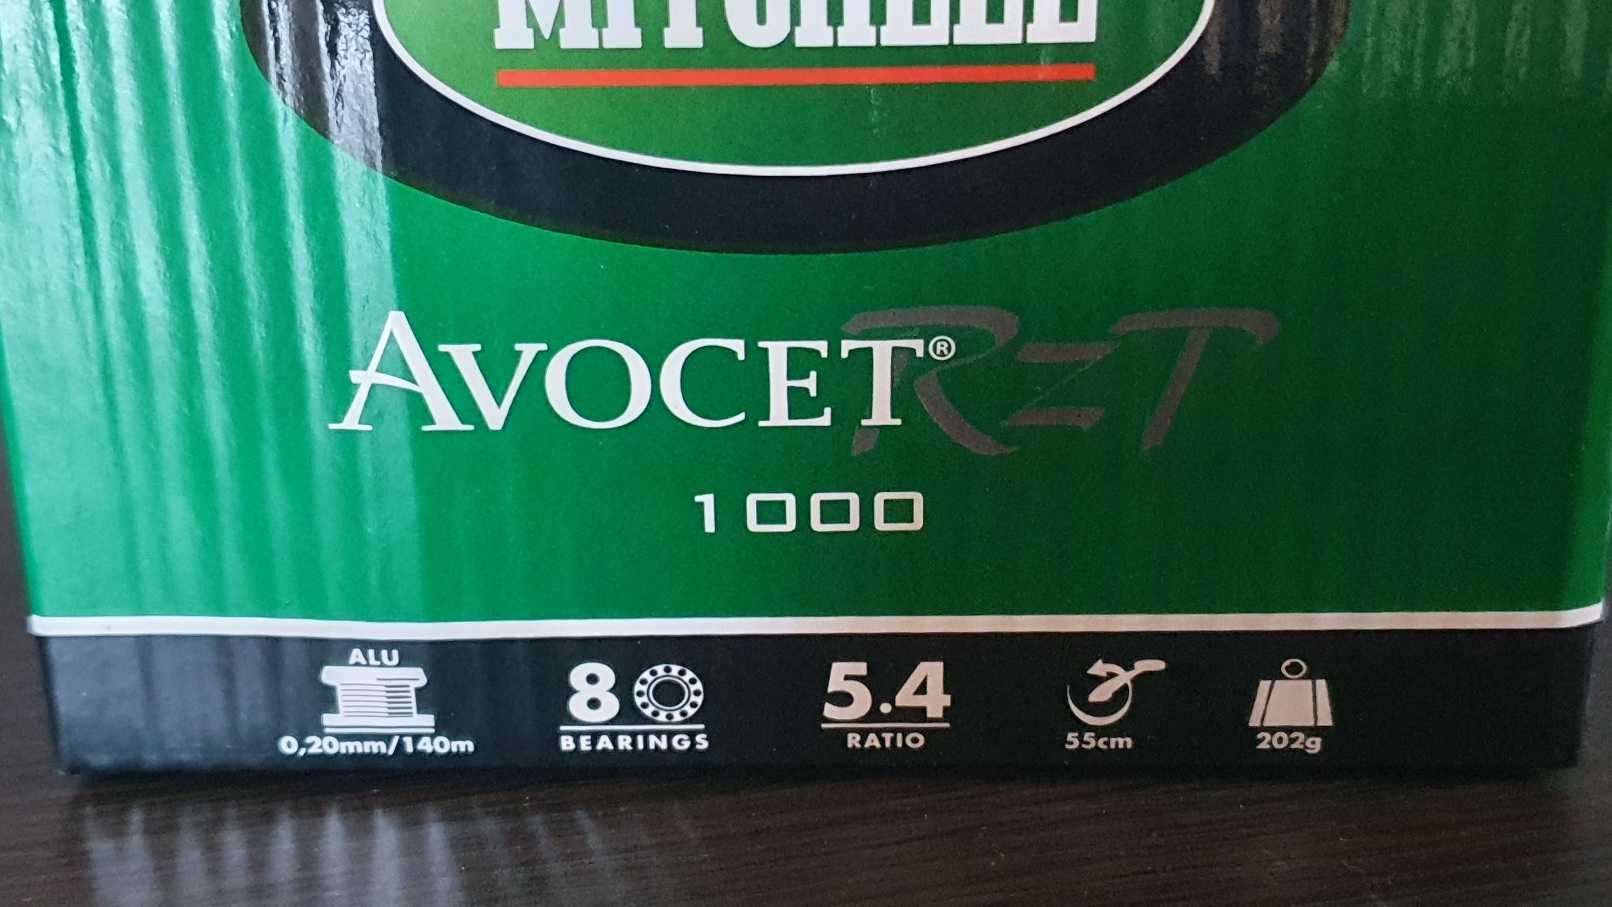 MITCHELL
AVOCET® RZT
1000
ALU
0,20mm/140m
8
BEARINGS
5.4
RATIO
55cm
202g